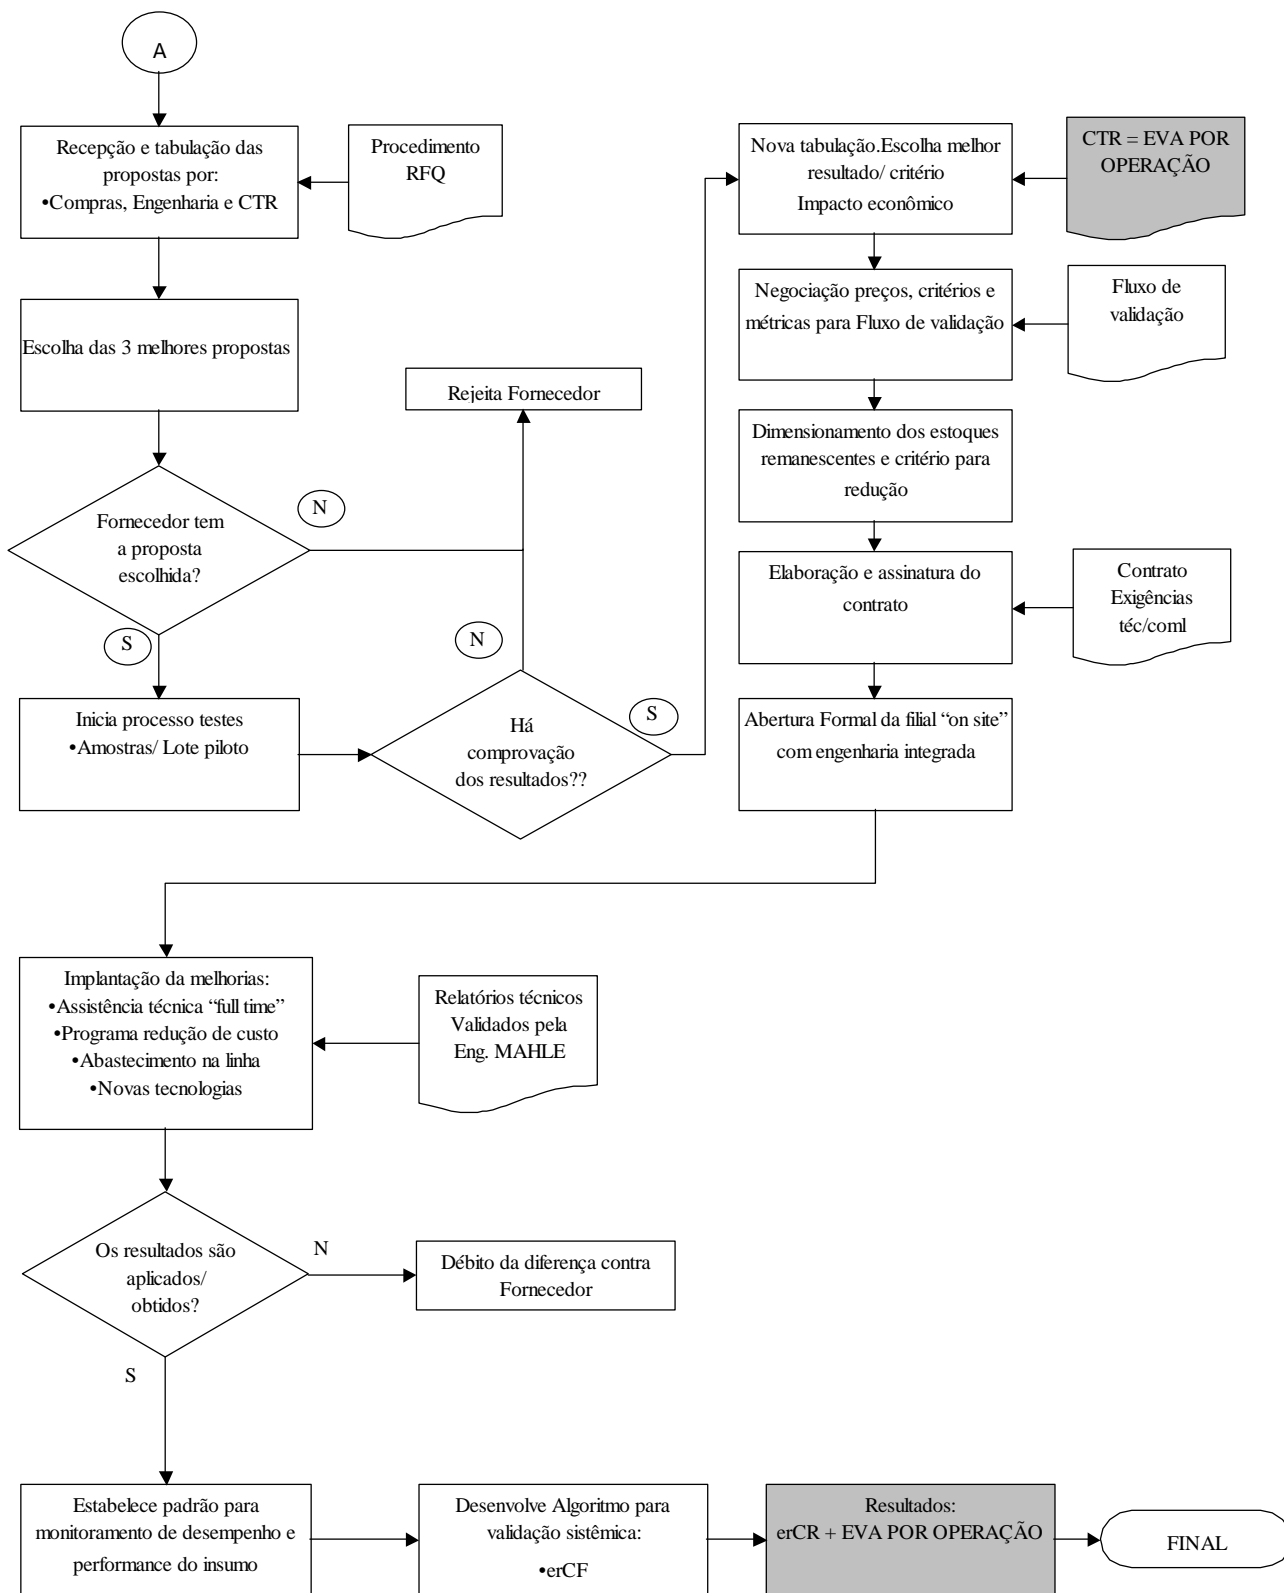 A
Recepção e tabulação das
propostas por:
•Compras, Engenharia e CTR
Procedimento
RFQ
Escolha das 3 melhores propostas
Rejeita Fornecedor
Fornecedor tem
a proposta
escolhida?
N
S
N
Inicia processo testes
•Amostras/ Lote piloto
Há
comprovação
dos resultados??
S
Nova tabulação.Escolha melhor
resultado/ critério
Impacto econômico
CTR = EVA POR
OPERAÇÃO
Negociação preços, critérios e
métricas para Fluxo de validação
Fluxo de
validação
Dimensionamento dos estoques
remanescentes e critério para
redução
Elaboração e assinatura do
contrato
Contrato
Exigências
téc/coml
Abertura Formal da filial “on site”
com engenharia integrada
Implantação da melhorias:
•Assistência técnica “full time”
•Programa redução de custo
•Abastecimento na linha
•Novas tecnologias
Relatórios técnicos
Validados pela
Eng. MAHLE
Os resultados são
aplicados/
obtidos?
N
Débito da diferença contra
Fornecedor
S
Estabelece padrão para
monitoramento de desempenho e
performance do insumo
Desenvolve Algoritmo para
validação sistêmica:
•erCF
Resultados:
erCR + EVA POR OPERAÇÃO
FINAL